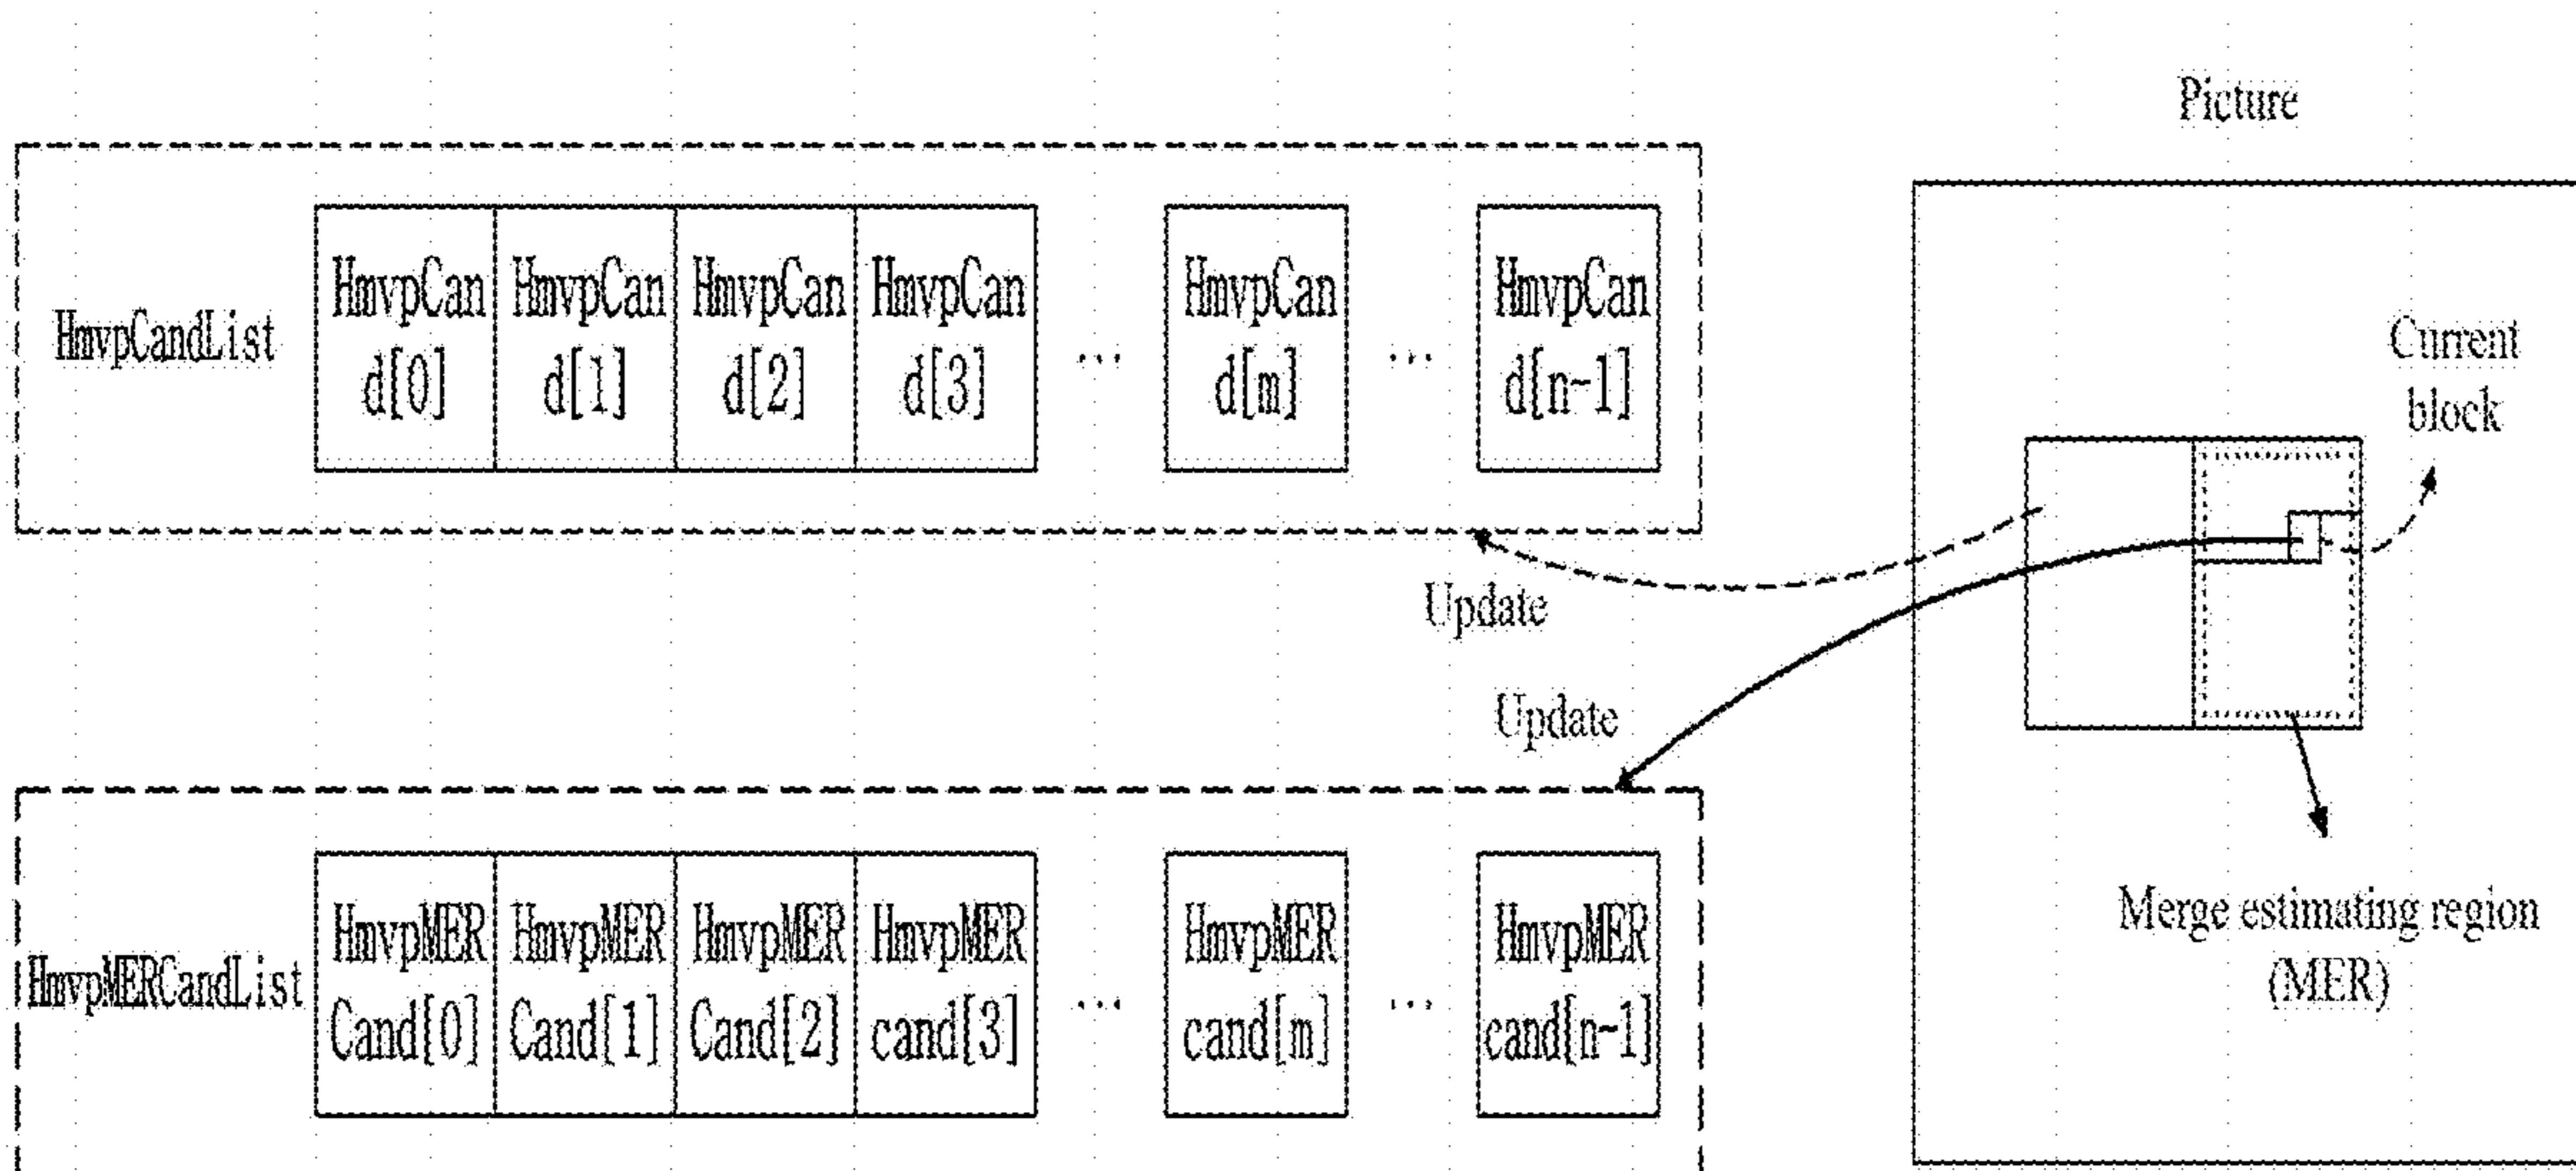 Picture
HmvpCandList
HmvpCan
d[0]
HmvpCan
d[1]
HmvpCan
d[2]
HmvpCan
d[3]
...
HmvpCan
d[m]
...
HmvpCan
d[n-1]
Current
block
Update
Update
HmvpMERCandList
HmvpMER
Cand[0]
HmvpMER
Cand[1]
HmvpMER
Cand[2]
HmvpMER
cand[3]
...
HmvpMER
cand[m]
...
HmvpMER
cand[n-1]
Merge estimating region
(MER)